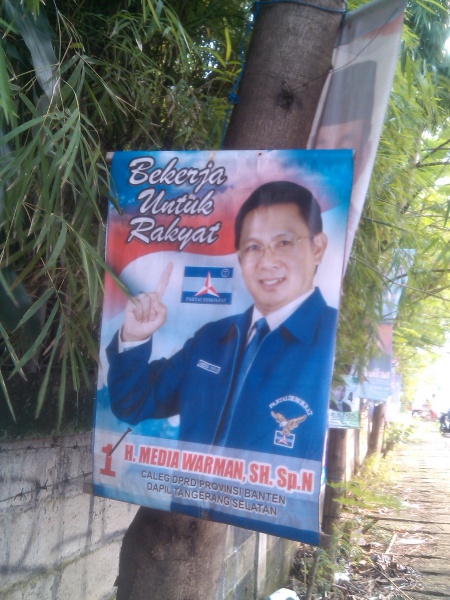 Bekerja
Untuk
Rakyat
PARTAI DEMOKRAT
1
H. MEDIA WARMAN, SH. Sp.N
CALEG DPRD PROVINSI BANTEN
DAPIL TANGERANG SELATAN